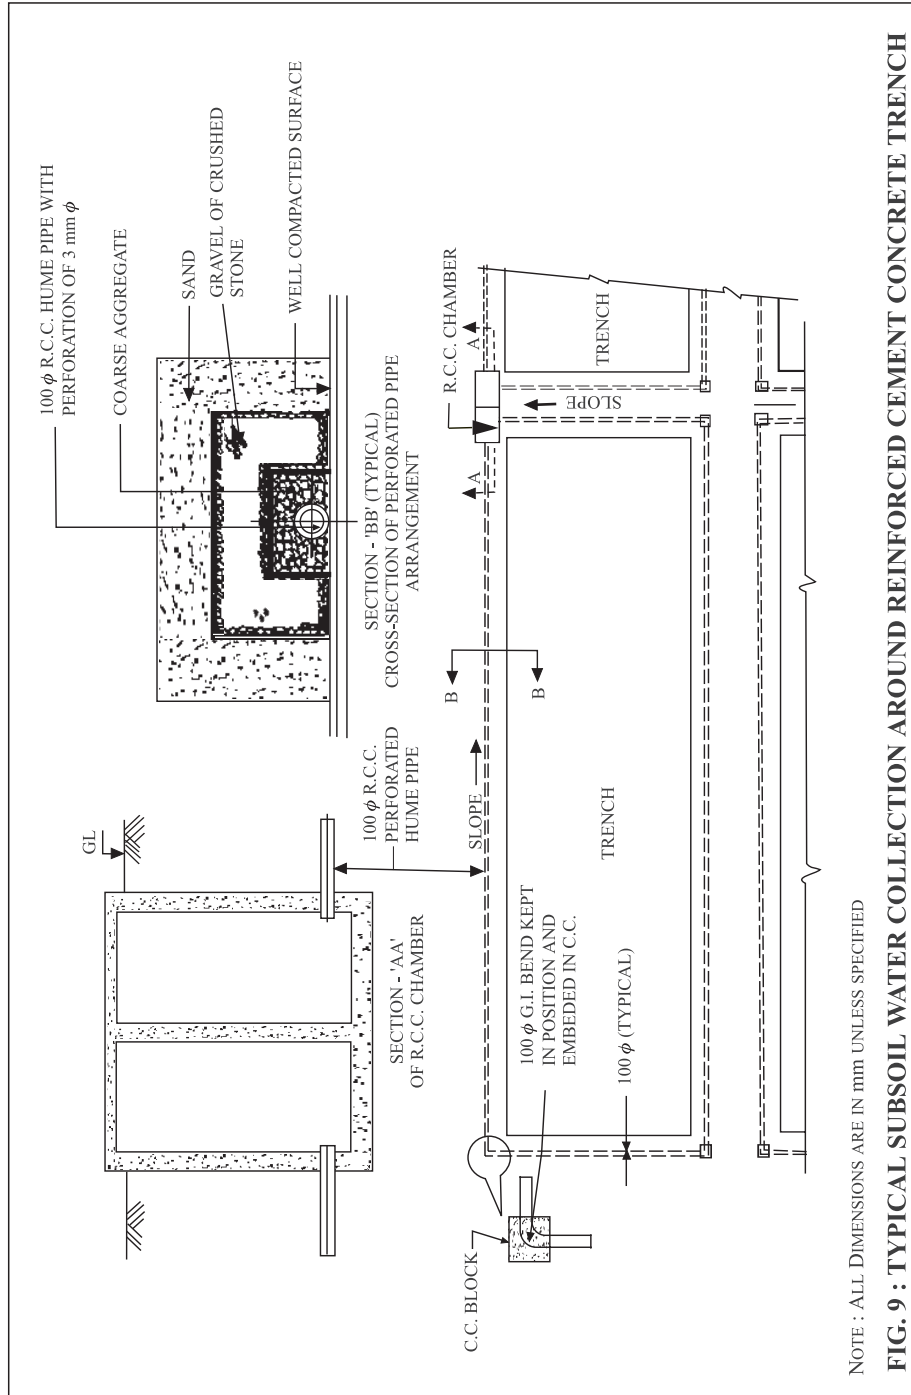 100 ϕ R.C.C. HUME PIPE WITH
PERFORATION OF 3 mm ϕ
COARSE AGGREGATE
SAND
GRAVEL OF CRUSHED
STONE
WELL COMPACTED SURFACE
SECTION - 'BB' (TYPICAL)
CROSS-SECTION OF PERFORATED PIPE
ARRANGEMENT
GL
SECTION - 'AA'
OF R.C.C. CHAMBER
100 ϕ R.C.C.
PERFORATED
HUME PIPE
R.C.C. CHAMBER
A
A
SLOPE
B
B
SLOPE
TRENCH
TRENCH
C.C. BLOCK
100 ϕ G.I. BEND KEPT
IN POSITION AND
EMBEDED IN C.C.
100 ϕ (TYPICAL)
NOTE : ALL DIMENSIONS ARE IN mm UNLESS SPECIFIED
FIG. 9 : TYPICAL SUBSOIL WATER COLLECTION AROUND REINFORCED CEMENT CONCRETE TRENCH